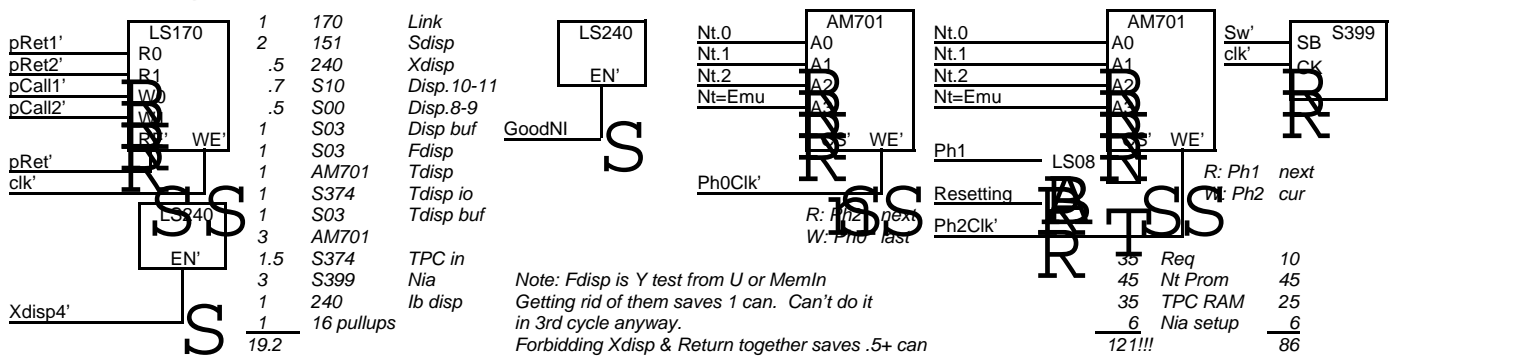 LS170
pRet1'
R0
pRet2'
R1
pCall1'
W0
pCall2'
WE'
pRet'
clk'
LS240
EN'
Xdisp4'
S S
S
1 170 Link
2 151 Sdisp
.5 240 Xdisp
.7 S10 Disp.10-11
.5 S00 Disp.8-9
1 S03 Disp buf
1 S03 Fdisp
1 AM701 Tdisp
1 S374 Tdisp io
1 S03 Tdisp buf
3 AM701
1.5 S374 TPC in
3 S399 Nia
1 240 Ib disp
1 16 pullups
19.2
LS240
EN'
GoodNI
S
Note: Fdisp is Y test from U or MemIn
Getting rid of them saves 1 can. Can't do it
in 3rd cycle anyway.
Forbidding Xdisp & Return together saves .5+ can
AM701
Nt.0
A0
Nt.1
A1
Nt.2
A2
Nt=Emu
A3
WE'
Ph0Clk'
R: Ph2 next
W: Ph0 last
AM701
Nt.0
A0
Nt.1
A1
Nt.2
A2
Nt=Emu
A3
WE'
Ph1
LS08
Resetting
Ph2Clk'
R
T
SS
S399
Sw'
SB
clk'
CK
R: Ph1 next
W: Ph2 cur
35 Req 10
45 Nt Prom 45
35 TPC RAM 25
6 Nia setup 6
121!!! 86